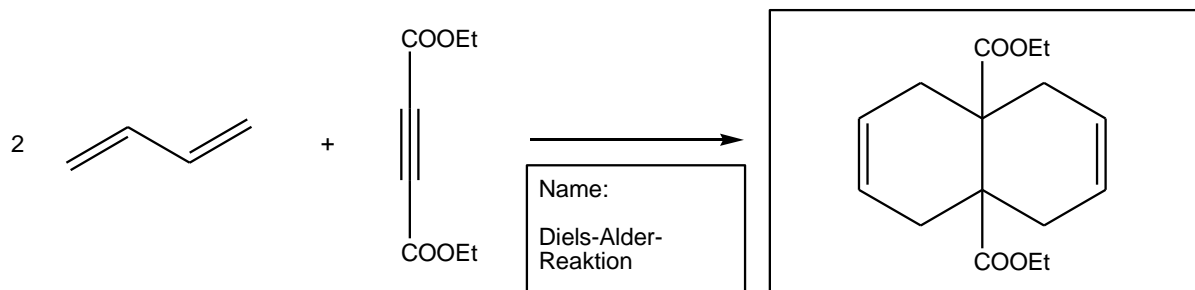 2
+
COOEt
COOEt
Name:
Diels-Alder-
Reaktion
COOEt
COOEt